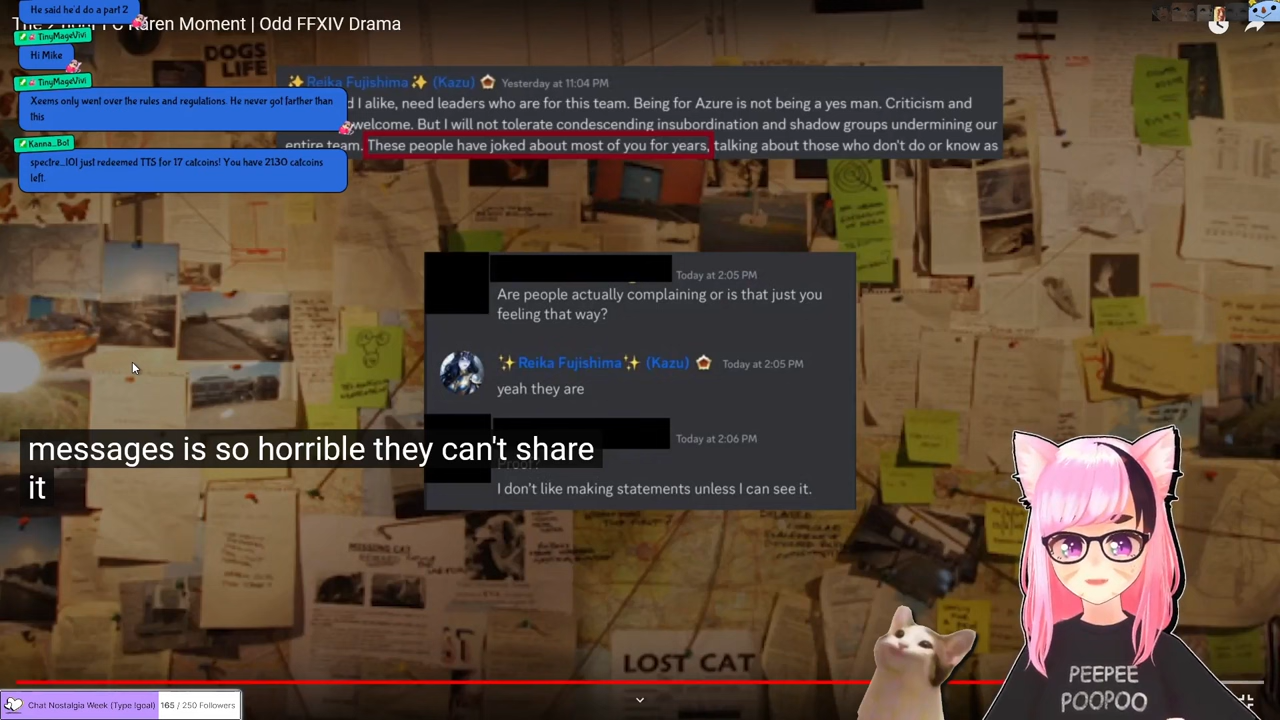 He said he'd do a part 2
Karen Moment | Odd FFXIV Drama
TinyMageVivi
Hi Mike
TinyMageVivi
Xeems only went over the rules and regulations. He never got farther than
this
Kanna_Bot
spectre_l0l just redeemed TTS for 17 catcoins! You have 2130 catcoins
left.
DOGS
LIFE
✨Reika Fujishima✨ (Kazu) Yesterday at 11:04 PM
I alike, need leaders who are for this team. Being for Azure is not being a yes man. Criticism and
welcome. But I will not tolerate condescending insubordination and shadow groups undermining our
entire team. These people have joked about most of you for years, talking about those who don't do or know as
Today at 2:05 PM
Are people actually complaining or is that just you
feeling that way?
✨Reika Fujishima✨ (Kazu) Today at 2:05 PM
yeah they are
Today at 2:06 PM
Proof?
I don't like making statements unless I can see it.
messages is so horrible they can't share
it
MISSING CAT
LOST CAT
PEEPEE
POOPOO
Chat Nostalgia Week (Type !goal) 165 / 250 Followers